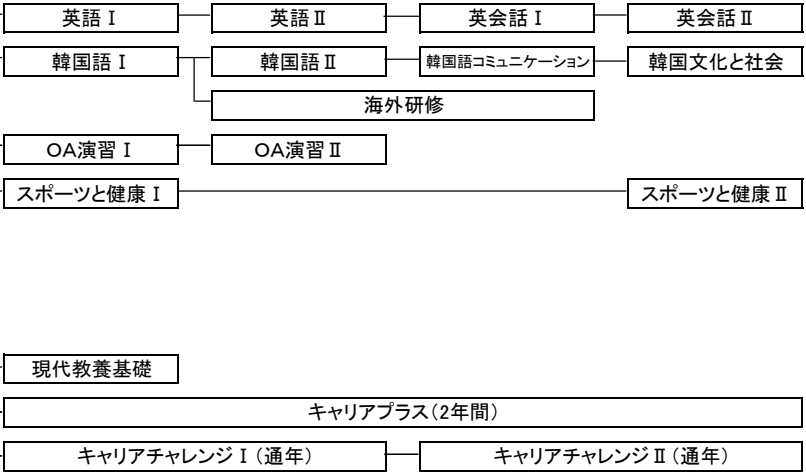 英語Ⅰ 英語Ⅱ 英会話Ⅰ 英会話Ⅱ
韓国語Ⅰ 韓国語Ⅱ 韓国語コミュニケーション 韓国文化と社会
海外研修
OA演習Ⅰ OA演習Ⅱ
スポーツと健康Ⅰ スポーツと健康Ⅱ
現代教養基礎
キャリアプラス(2年間)
キャリアチャレンジⅠ(通年) キャリアチャレンジⅡ(通年)